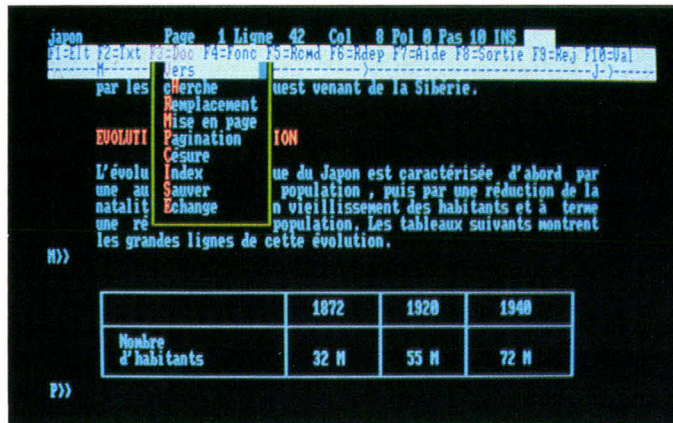 japon Page 1 Ligne 42 Col 8 Pol 0 Pas 10 INS
F1=Elt F2=Txt F3=Doc F4=Fonc F5=Rcmd F6=Rdep F7=Aide F8=Sortie F9=Rej F10=Val
------M- Vers ------------)---------------------------J-)-----
par les cHerche uest venant de la Sibérie.
Remplacement
Mise en page
EVOLUTI Pagination ION
Césure
L'évolu Index ue du Japon est caractérisée d'abord par
une au Sauver population , puis par une réduction de la
natalit Echange n vieillissement des habitants et à terme
une ré population. Les tableaux suivants montrent
les grandes lignes de cette évolution.
M>>
1872 1920 1940
Nombre
d'habitants 32 M 55 M 72 M
P>>